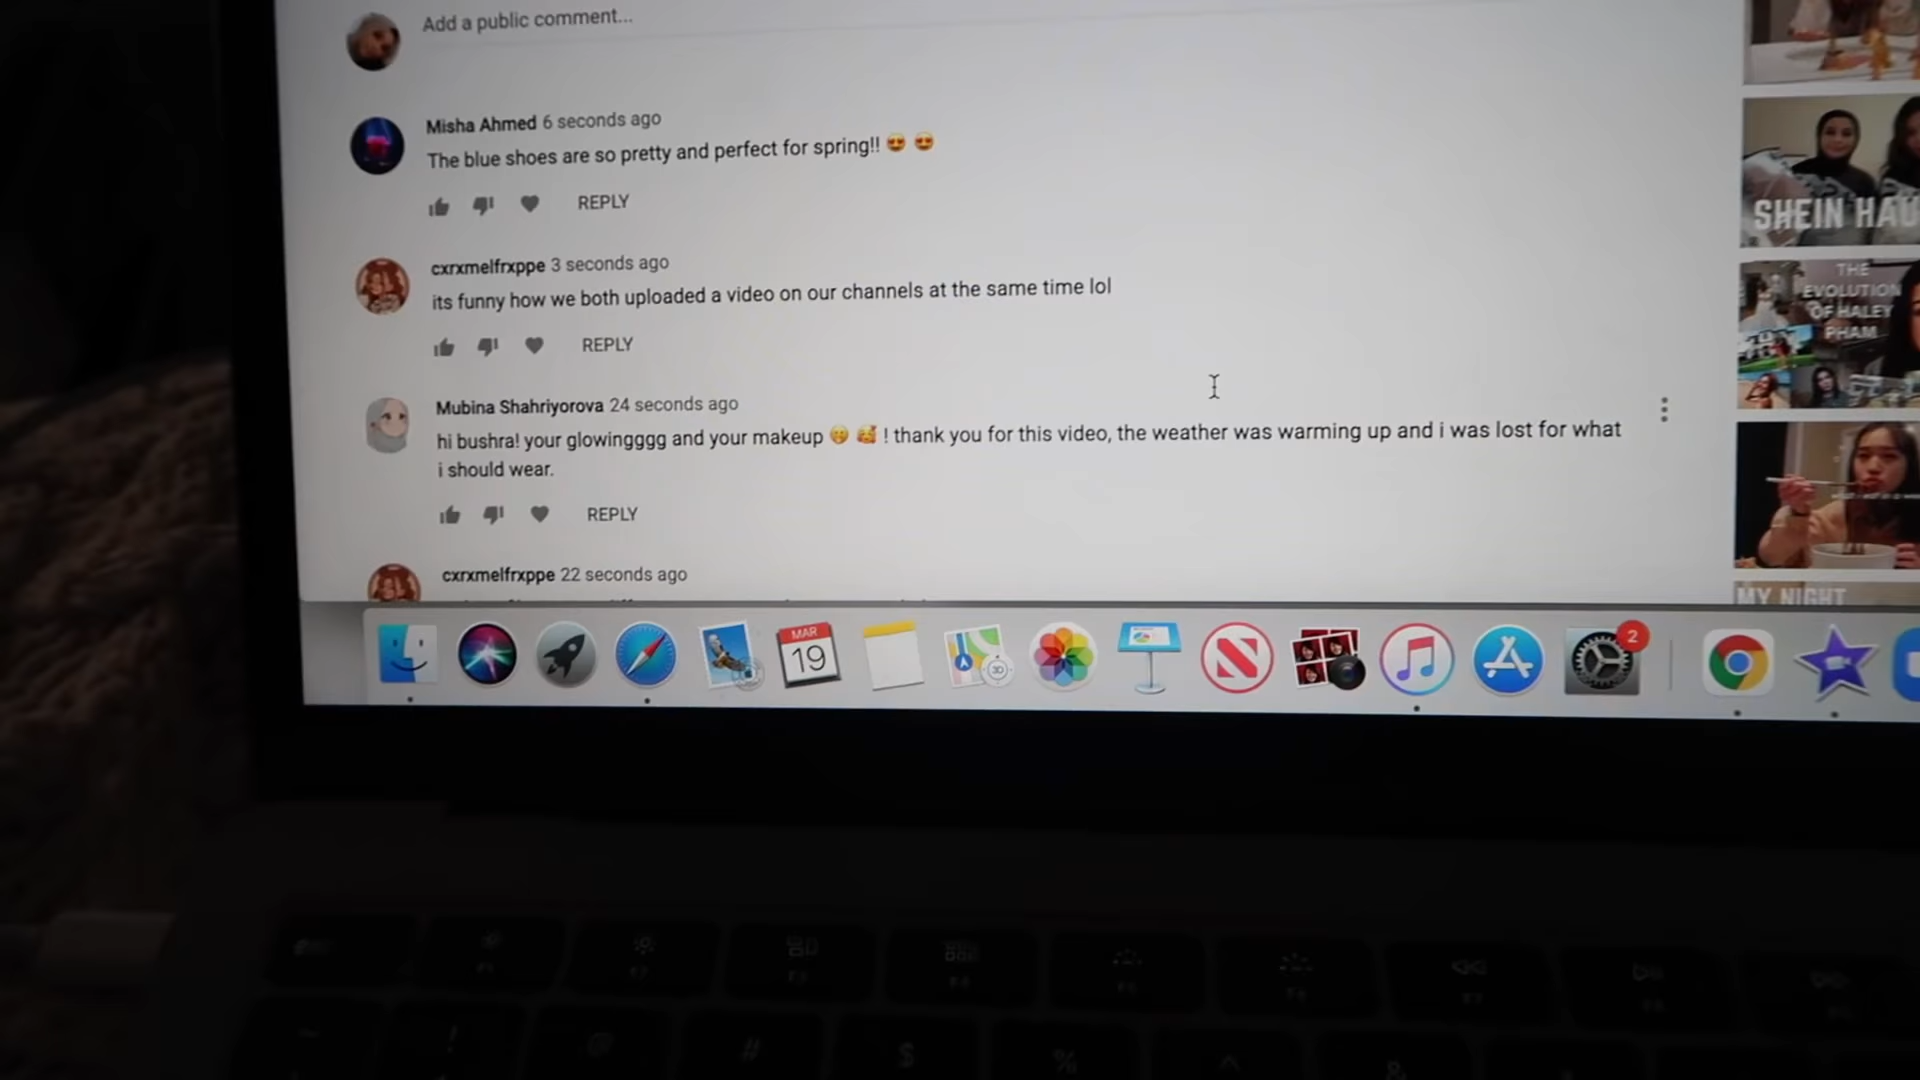 Add a public comment...
Misha Ahmed 6 seconds ago
The blue shoes are so pretty and perfect for spring!! 😍 😍
REPLY
cxrxmelfrxppe 3 seconds ago
its funny how we both uploaded a video on our channels at the same time lol
REPLY
Mubina Shahriyorova 24 seconds ago
hi bushra! your glowingggg and your makeup 🤭 🥰 ! thank you for this video, the weather was warming up and i was lost for what
i should wear.
REPLY
cxrxmelfrxppe 22 seconds ago
SHEIN HAU
THE
EVOLUTION
OF HALEY
PHAM
MY NIGHT
MAR
19
3D
2
#
$
%